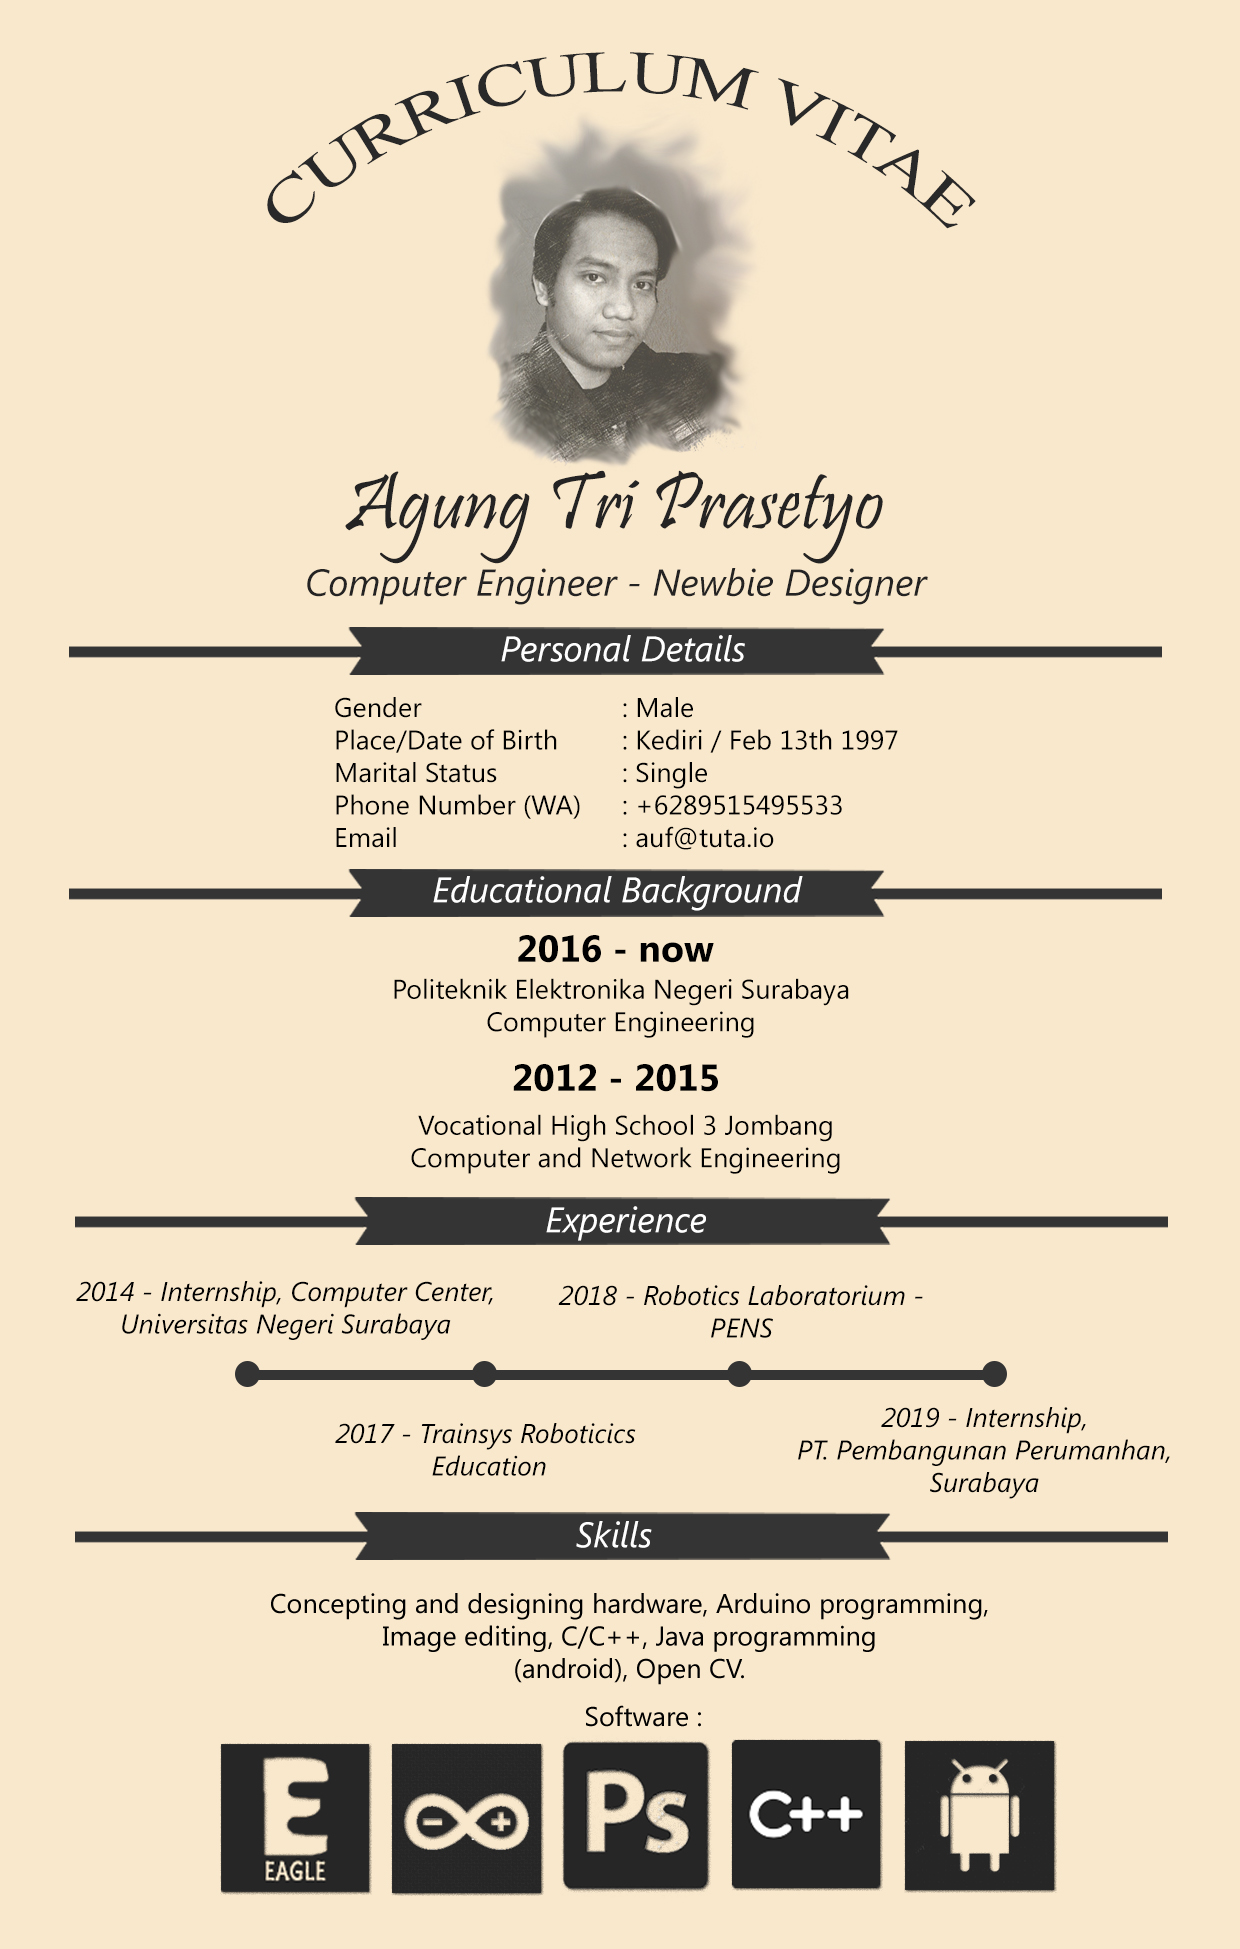 CURRICULUM VITAE
Agung Tri Prasetyo
Computer Engineer - Newbie Designer
Personal Details
Gender : Male
Place/Date of Birth : Kediri / Feb 13th 1997
Marital Status : Single
Phone Number (WA) : +6289515495533
Email : auf@tuta.io
Educational Background
2016 - now
Politeknik Elektronika Negeri Surabaya
Computer Engineering
2012 - 2015
Vocational High School 3 Jombang
Computer and Network Engineering
Experience
2014 - Internship, Computer Center,
Universitas Negeri Surabaya
2017 - Trainsys Roboticics
Education
2018 - Robotics Laboratorium -
PENS
2019 - Internship,
PT. Pembangunan Perumanhan,
Surabaya
Skills
Concepting and designing hardware, Arduino programming,
Image editing, C/C++, Java programming
(android), Open CV.
Software :
E
EAGLE
- +
Ps
C++